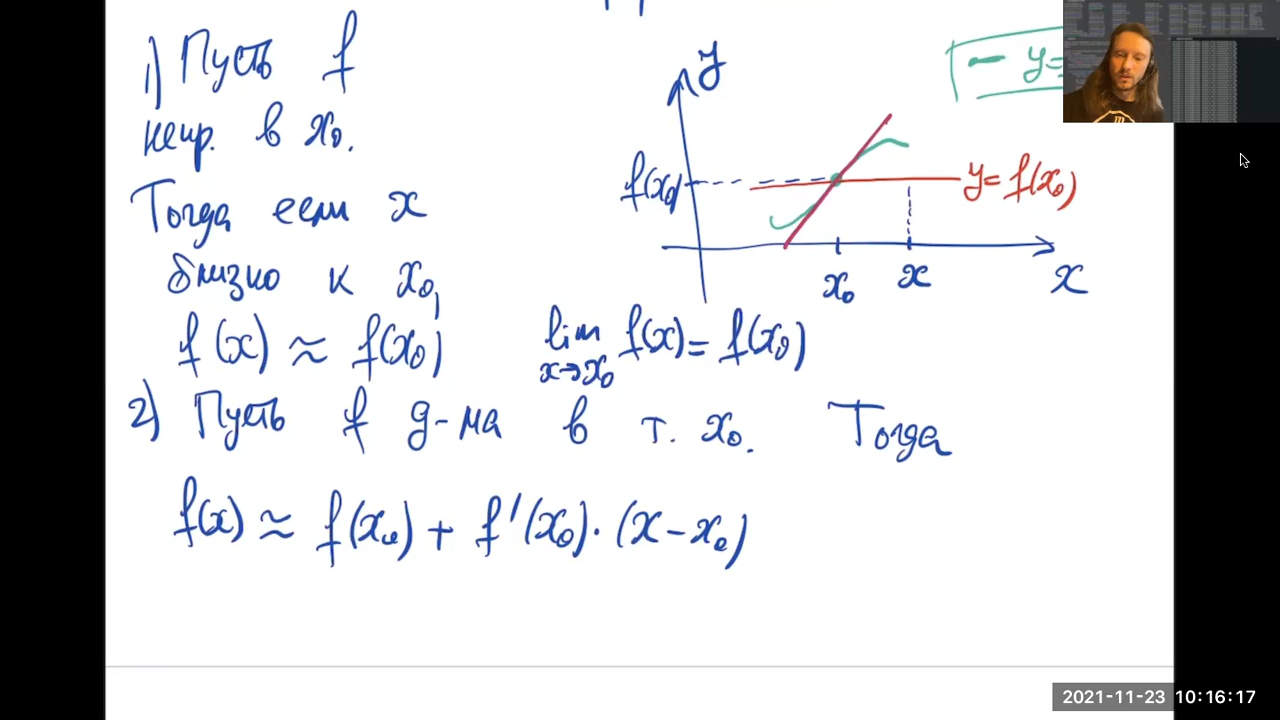 1) Пусть f
непр. в x₀.
Тогда если x
близко к x₀,
f(x) ≈ f(x₀)
lim f(x) = f(x₀)
x→x₀
y
– y=
f(x₀)
y = f(x₀)
x₀ x
x
2) Пусть f д-ма в т. x₀. Тогда
f(x) ≈ f(x₀) + f'(x₀)·(x – x₀)
2021-11-23 10:16:17